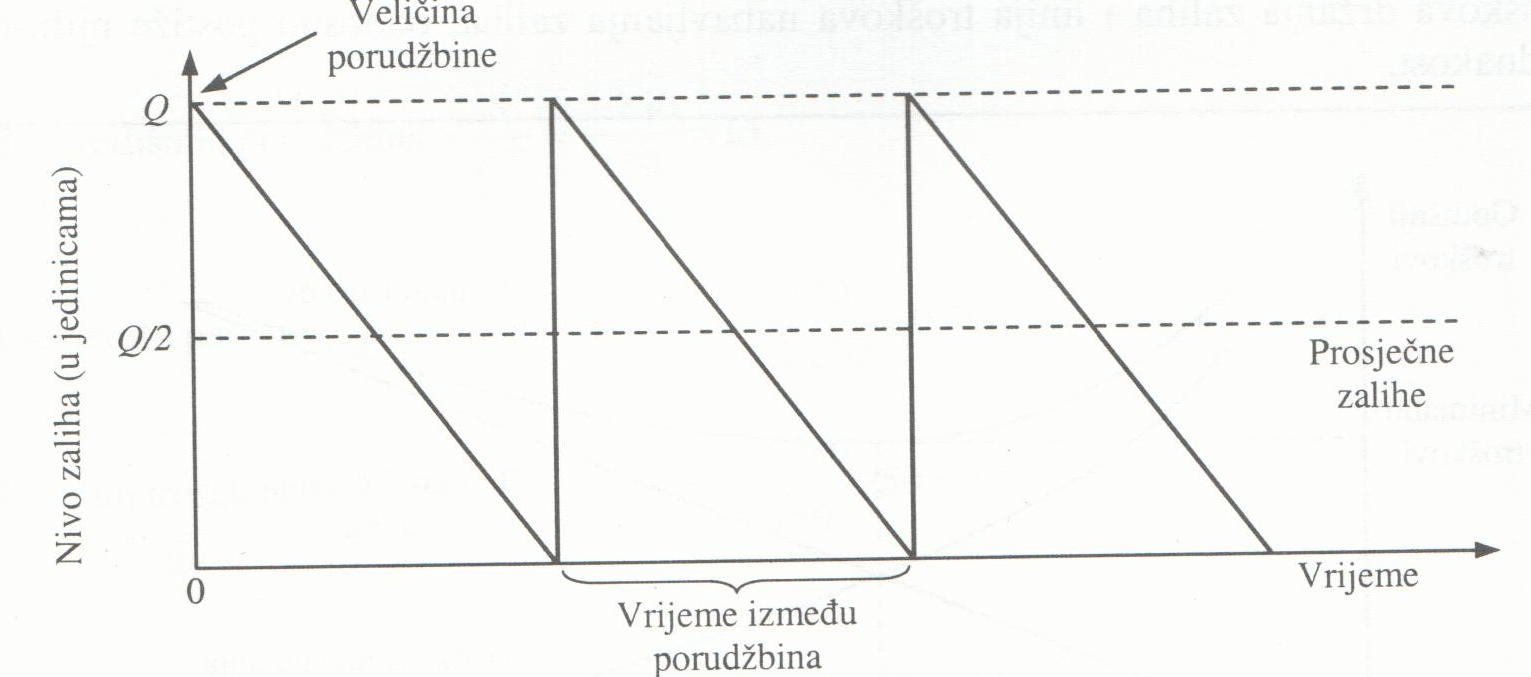 Veličina
porudžbine
Q
Nivo zaliha (u jedinicama)
Q/2
Prosječne
zalihe
0
Vrijeme
Vrijeme između
porudžbina